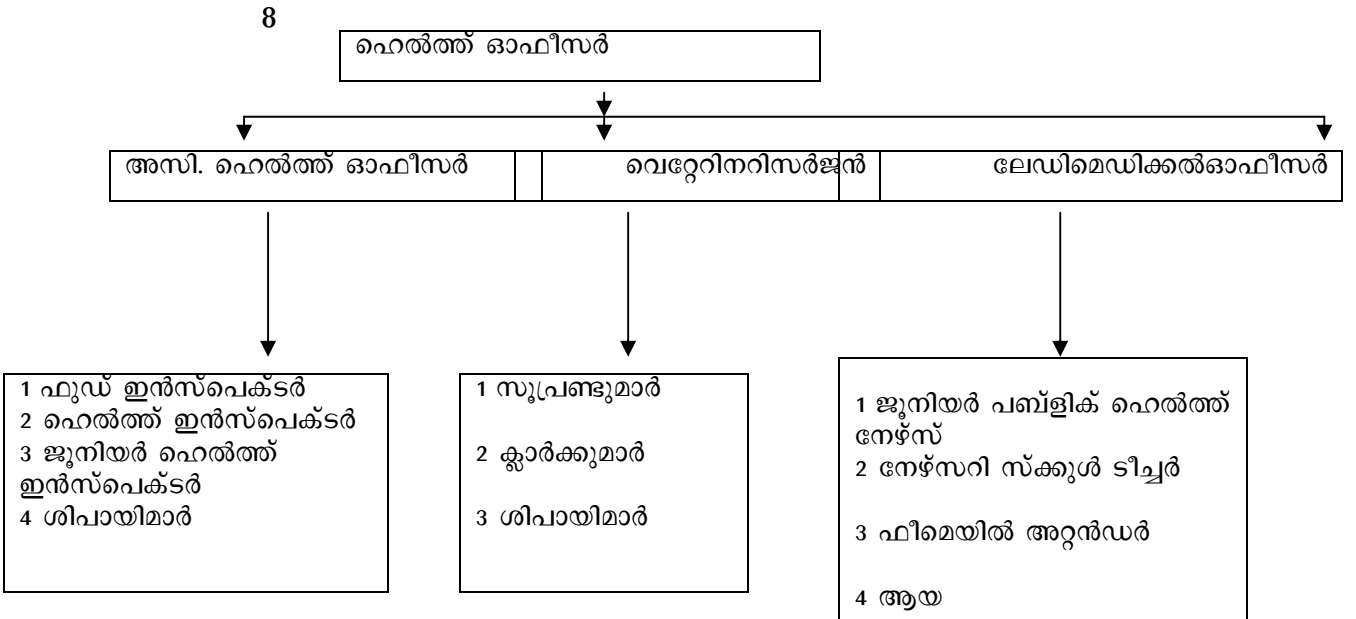 8
ഹെൽത്ത് ഓഫീസർ
അസി. ഹെൽത്ത് ഓഫീസർ
വെറ്റേറിനറിസർജൻ
ലേഡിമെഡിക്കൽഓഫീസർ
1 ഫുഡ് ഇൻസ്പെക്ടർ
2 ഹെൽത്ത് ഇൻസ്പെക്ടർ
3 ജൂനിയർ ഹെൽത്ത്
ഇൻസ്പെക്ടർ
4 ശിപായിമാർ
1 സൂപ്രണ്ടുമാർ
2 ക്ലാർക്കുമാർ
3 ശിപായിമാർ
1 ജൂനിയർ പബ്ളിക് ഹെൽത്ത്
നേഴ്സ്
2 നേഴ്സറി സ്ക്കുൾ ടീച്ചർ
3 ഫീമെയിൽ അറ്റൻഡർ
4 ആയ